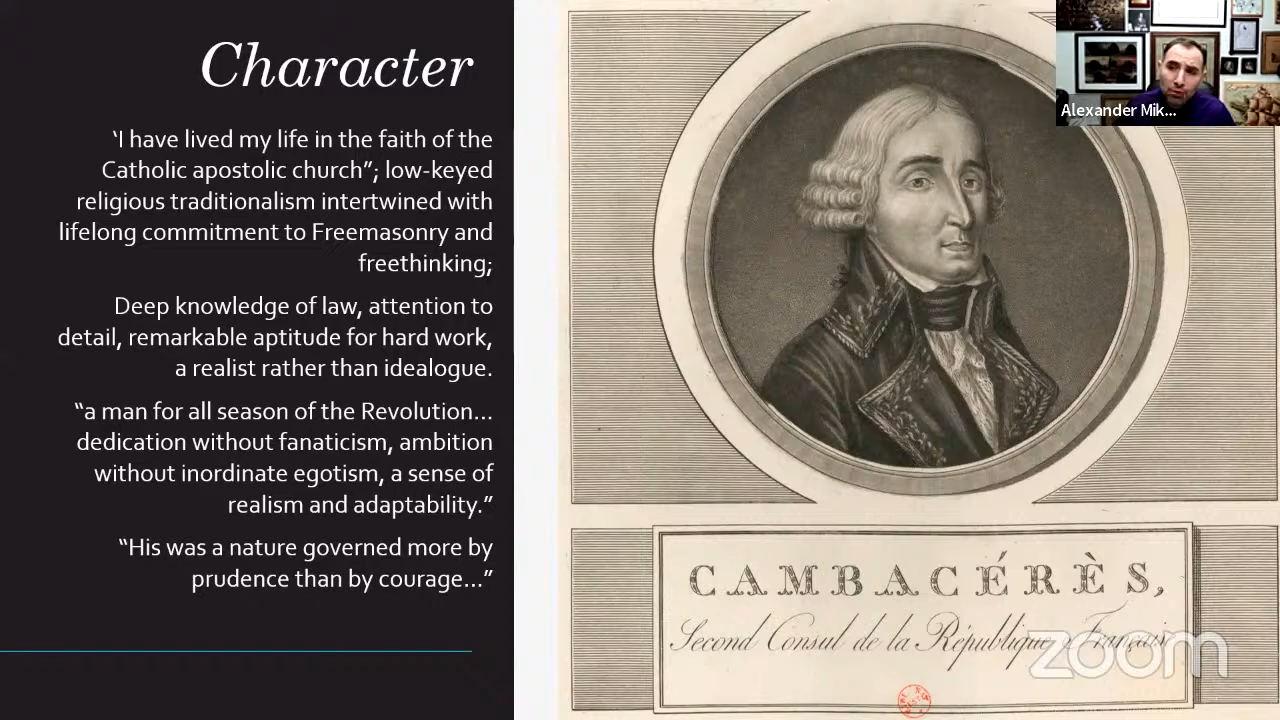 Character
‘I have lived my life in the faith of the
Catholic apostolic church”; low-keyed
religious traditionalism intertwined with
lifelong commitment to Freemasonry and
freethinking;
Deep knowledge of law, attention to
detail, remarkable aptitude for hard work,
a realist rather than idealogue.
“a man for all season of the Revolution…
dedication without fanaticism, ambition
without inordinate egotism, a sense of
realism and adaptability.”
“His was a nature governed more by
prudence than by courage…”
Alexander Mik...
CAMBACÉRÈS,
Second Consul de la République
zoom